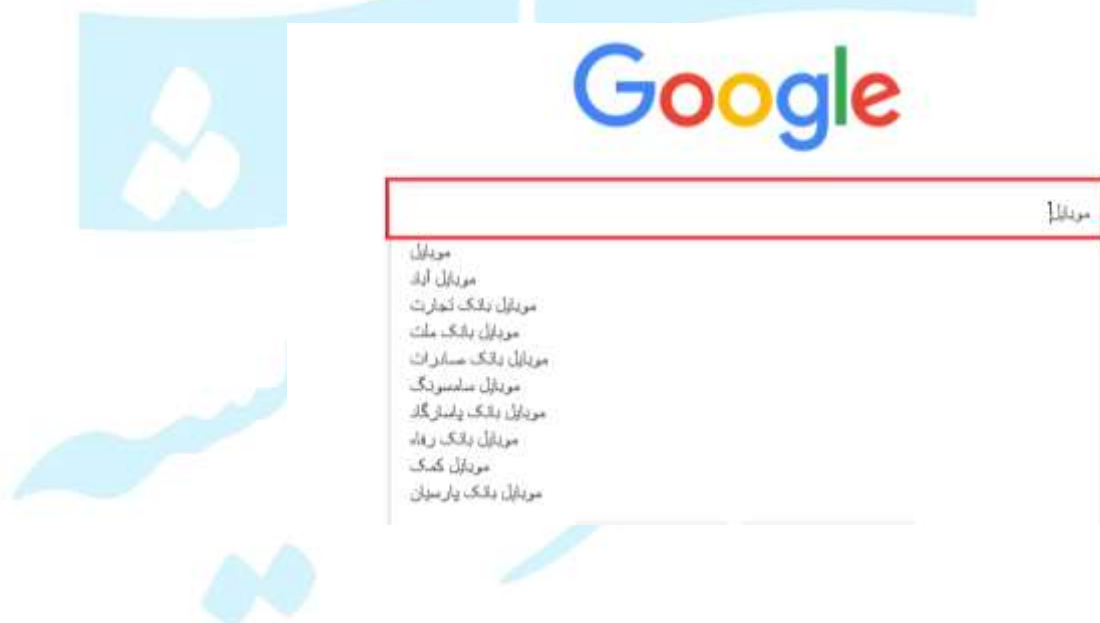 Google
موبایل
موبایل
موبایل آباد
موبایل بانک تجارت
موبایل بانک ملت
موبایل بانک صادرات
موبایل سامسونگ
موبایل بانک پاسارگاد
موبایل بانک رفاه
موبایل کمک
موبایل بانک پارسیان